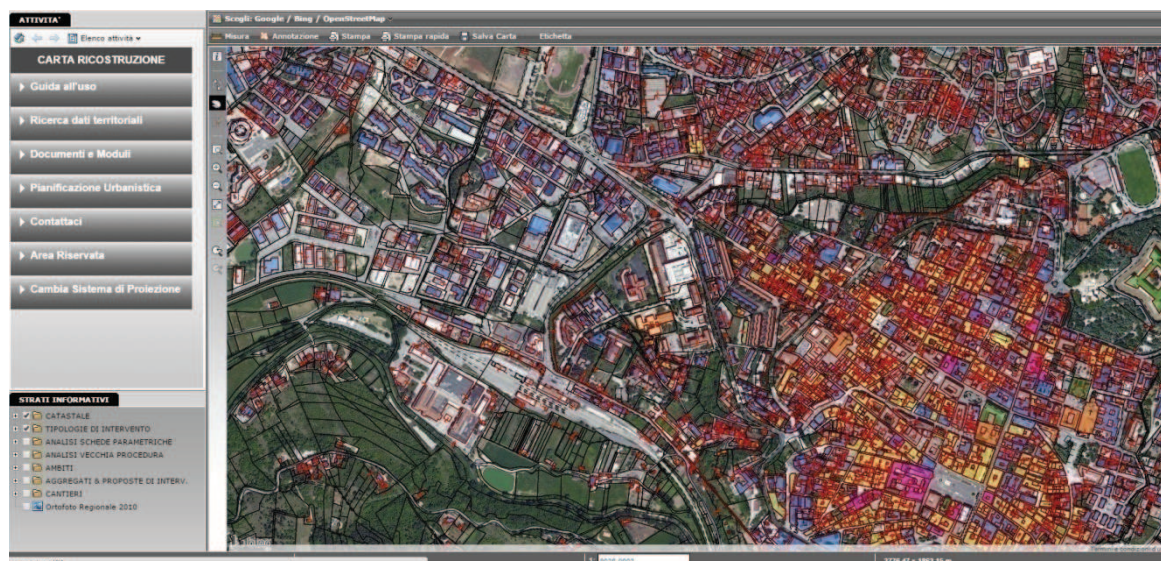 ATTIVITA'
Elenco attività
CARTA RICOSTRUZIONE
Guida all'uso
Ricerca dati territoriali
Documenti e Moduli
Pianificazione Urbanistica
Contattaci
Area Riservata
Cambia Sistema di Proiezione
STRATI INFORMATIVI
CATASTALE
TIPOLOGIE DI INTERVENTO
ANALISI SCHEDE PARAMETRICHE
ANALISI VECCHIA PROCEDURA
AMBITI
AGGREGATI & PROPOSTE DI INTERV.
CANTIERI
Ortofoto Regionale 2010
Scegli: Google / Bing / OpenStreetMap
Misura Annotazione Stampa Stampa rapida Salva Carta Etichetta